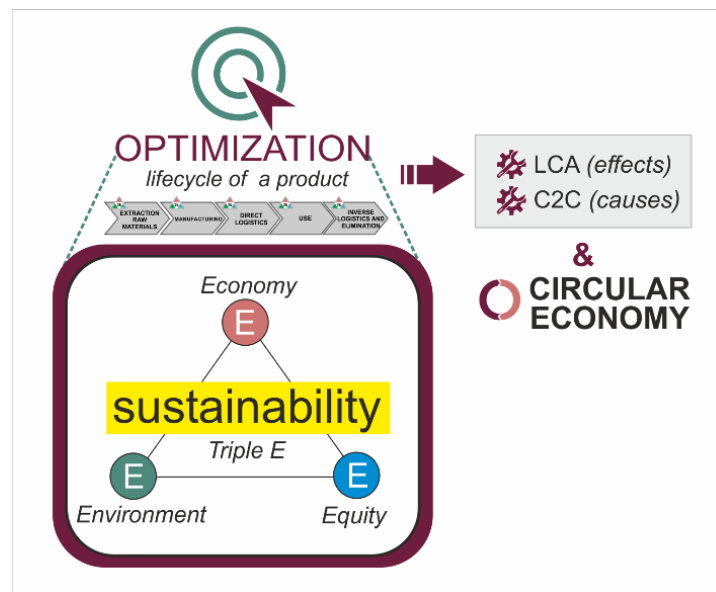 OPTIMIZATION
lifecycle of a product
EXTRACTION
RAW
MATERIALS
MANUFACTURING
DIRECT
LOGISTICS
USE
INVERSE
LOGISTICS AND
ELIMINATION
LCA (effects)
C2C (causes)
&
CIRCULAR
ECONOMY
Economy
E
sustainability
Triple E
E
E
Environment
Equity